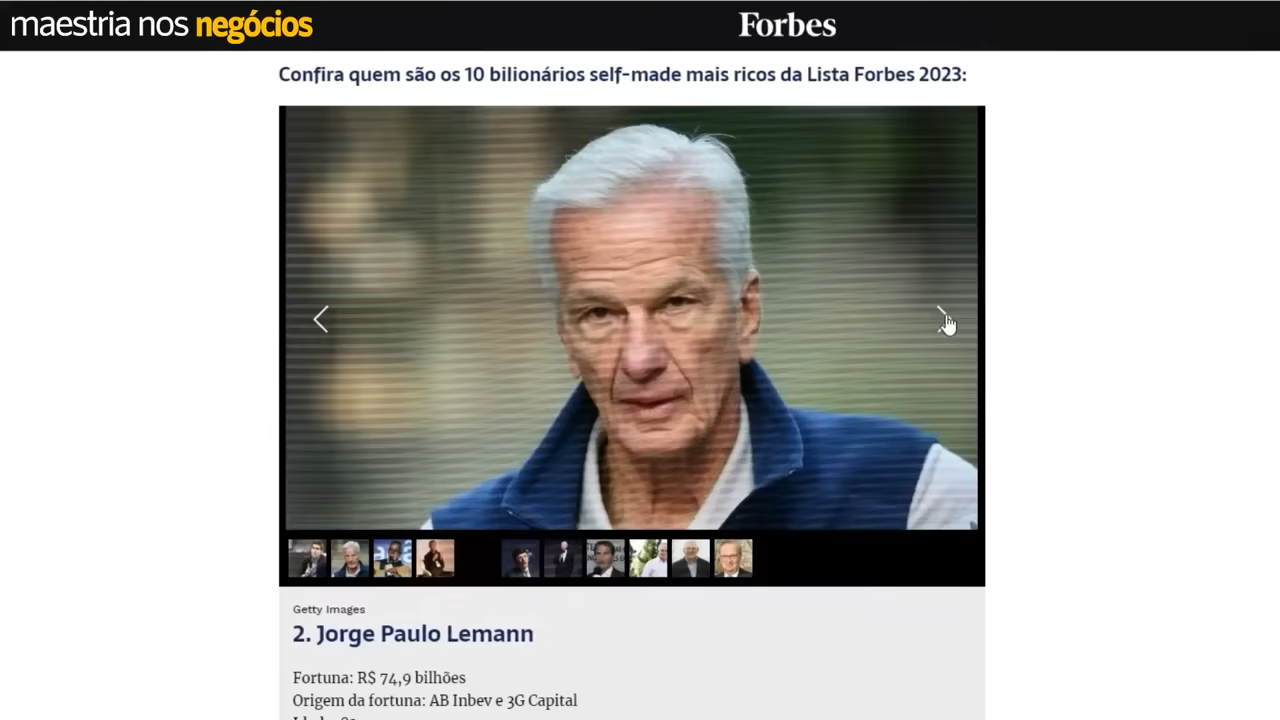 maestria nos negócios
Forbes
Confira quem são os 10 bilionários self-made mais ricos da Lista Forbes 2023:
Getty Images
2. Jorge Paulo Lemann
Fortuna: R$ 74,9 bilhões
Origem da fortuna: AB Inbev e 3G Capital